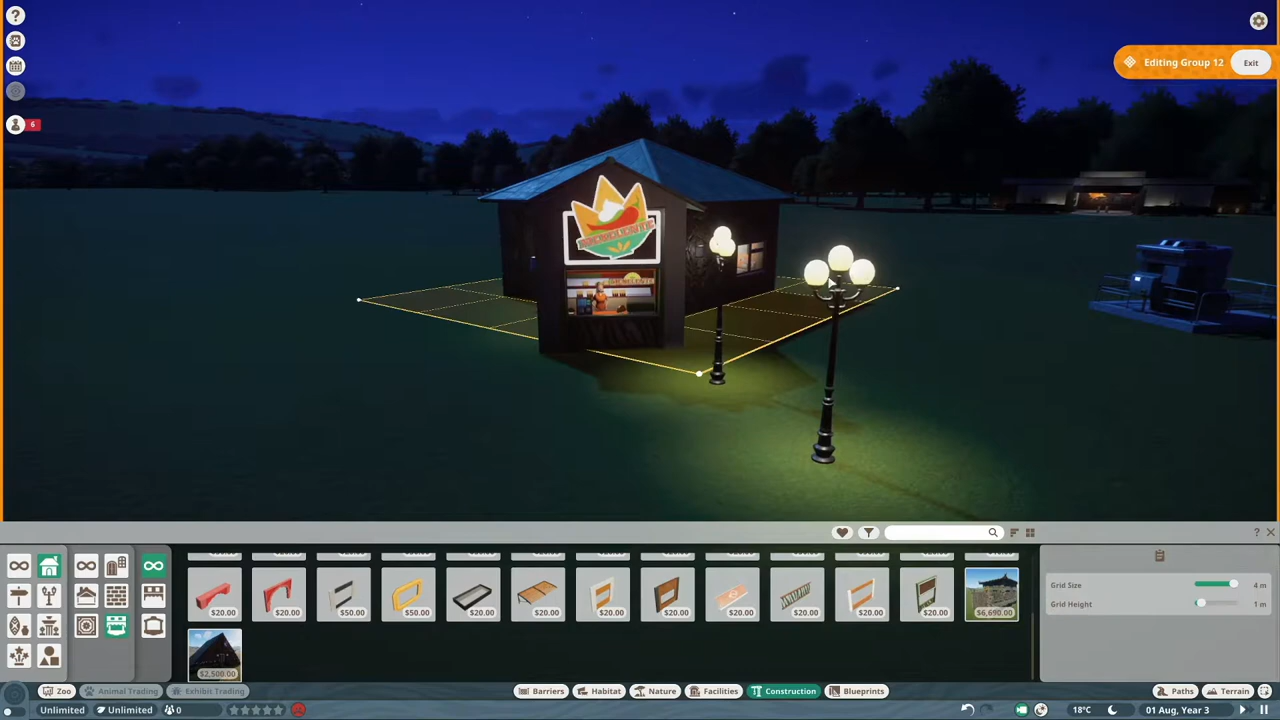 Editing Group 12 Exit
6
$20.00 $20.00 $50.00 $50.00 $20.00 $20.00 $20.00 $20.00 $20.00 $20.00 $20.00 $20.00 $6,690.00
$2,500.00
Grid Size 4 m
Grid Height 1 m
Zoo Animal Trading Exhibit Trading Barriers Habitat Nature Facilities Construction Blueprints Paths Terrain
Unlimited Unlimited 0 18°C 01 Aug, Year 3